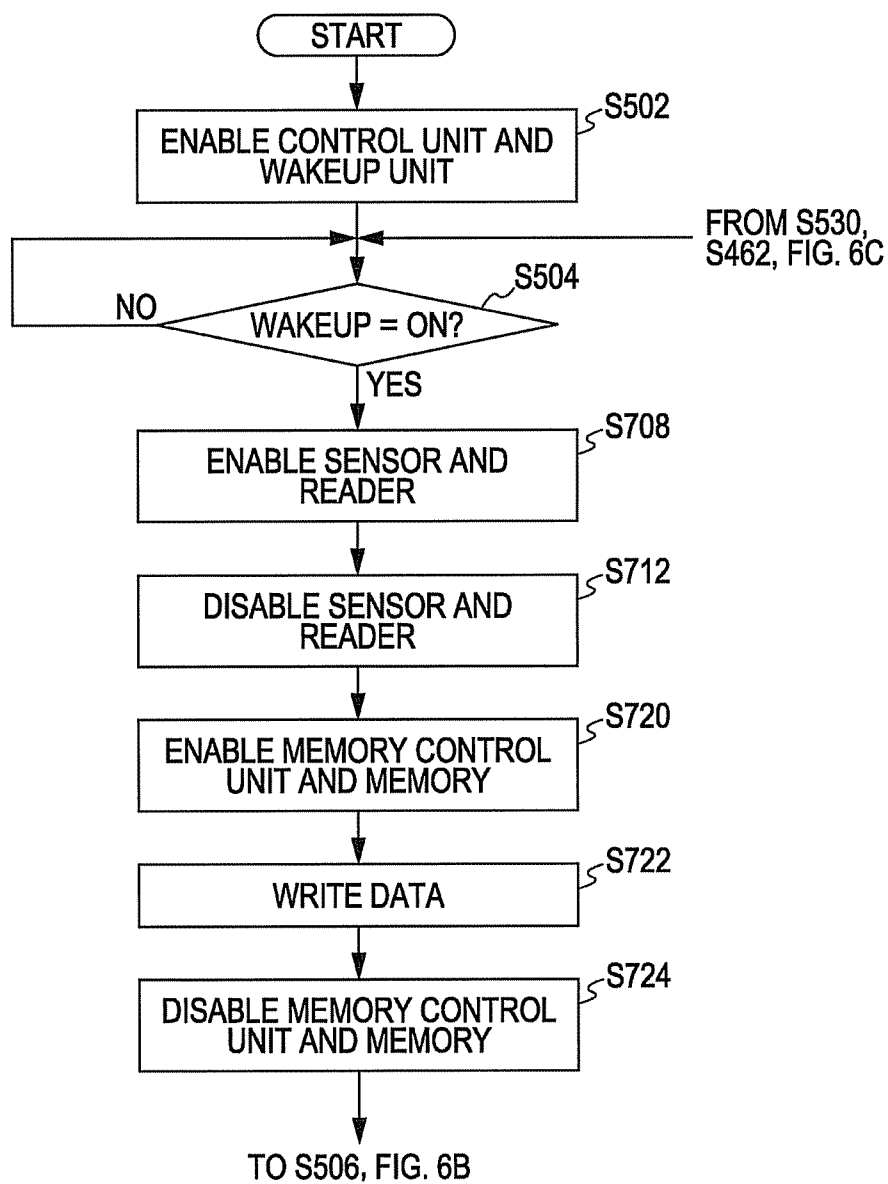 START
S502
ENABLE CONTROL UNIT AND
WAKEUP UNIT
FROM S530,
S462, FIG. 6C
S504
NO
WAKEUP = ON?
YES
S708
ENABLE SENSOR AND
READER
S712
DISABLE SENSOR AND
READER
S720
ENABLE MEMORY CONTROL
UNIT AND MEMORY
S722
WRITE DATA
S724
DISABLE MEMORY CONTROL
UNIT AND MEMORY
TO S506, FIG. 6B